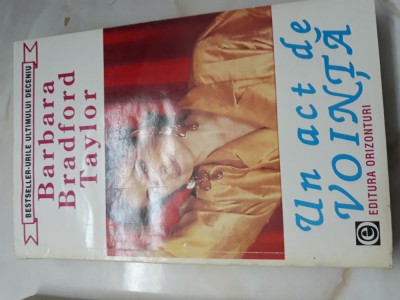 BESTSELLER-URILE ULTIMULUI DECENIU
Barbara
Bradford
Taylor
Un act de
VOINȚĂ
e EDITURA ORIZONTURI